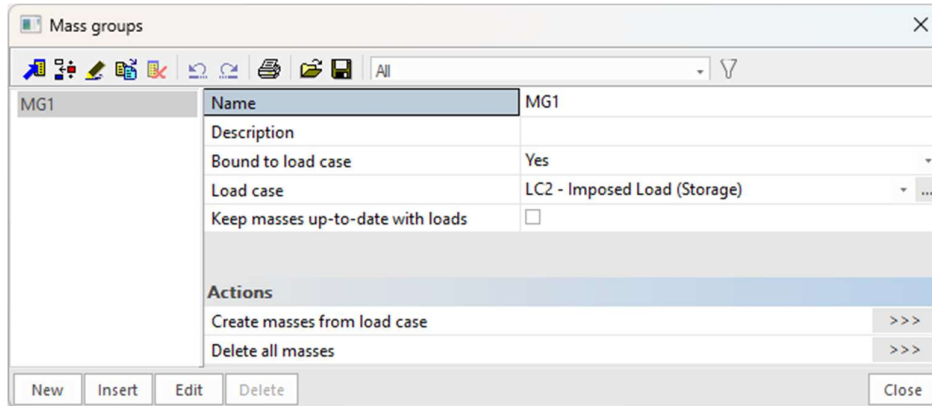 Mass groups
All
MG1
Name MG1
Description
Bound to load case Yes
Load case LC2 - Imposed Load (Storage) ...
Keep masses up-to-date with loads
Actions
Create masses from load case >>>
Delete all masses >>>
New Insert Edit Delete Close